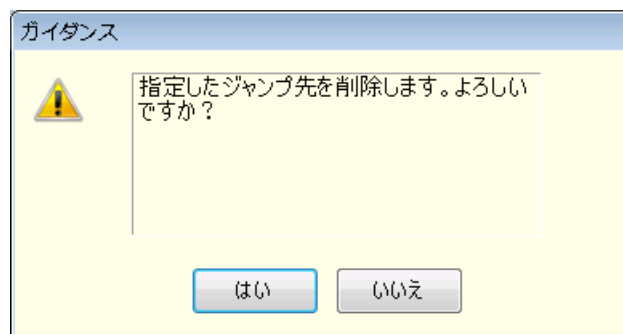 ガイダンス
指定したジャンプ先を削除します。よろしい
ですか？
はい
いいえ